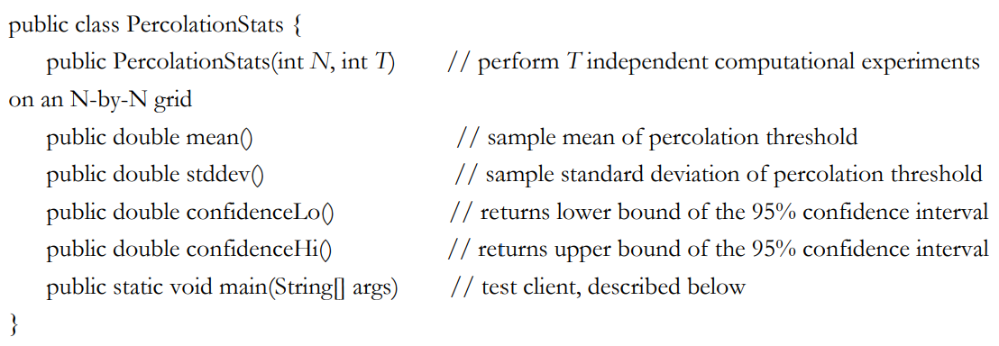 public class PercolationStats {
public PercolationStats(int N, int T) // perform T independent computational experiments
on an N-by-N grid
public double mean() // sample mean of percolation threshold
public double stddev() // sample standard deviation of percolation threshold
public double confidenceLo() // returns lower bound of the 95% confidence interval
public double confidenceHi() // returns upper bound of the 95% confidence interval
public static void main(String[] args) // test client, described below
}